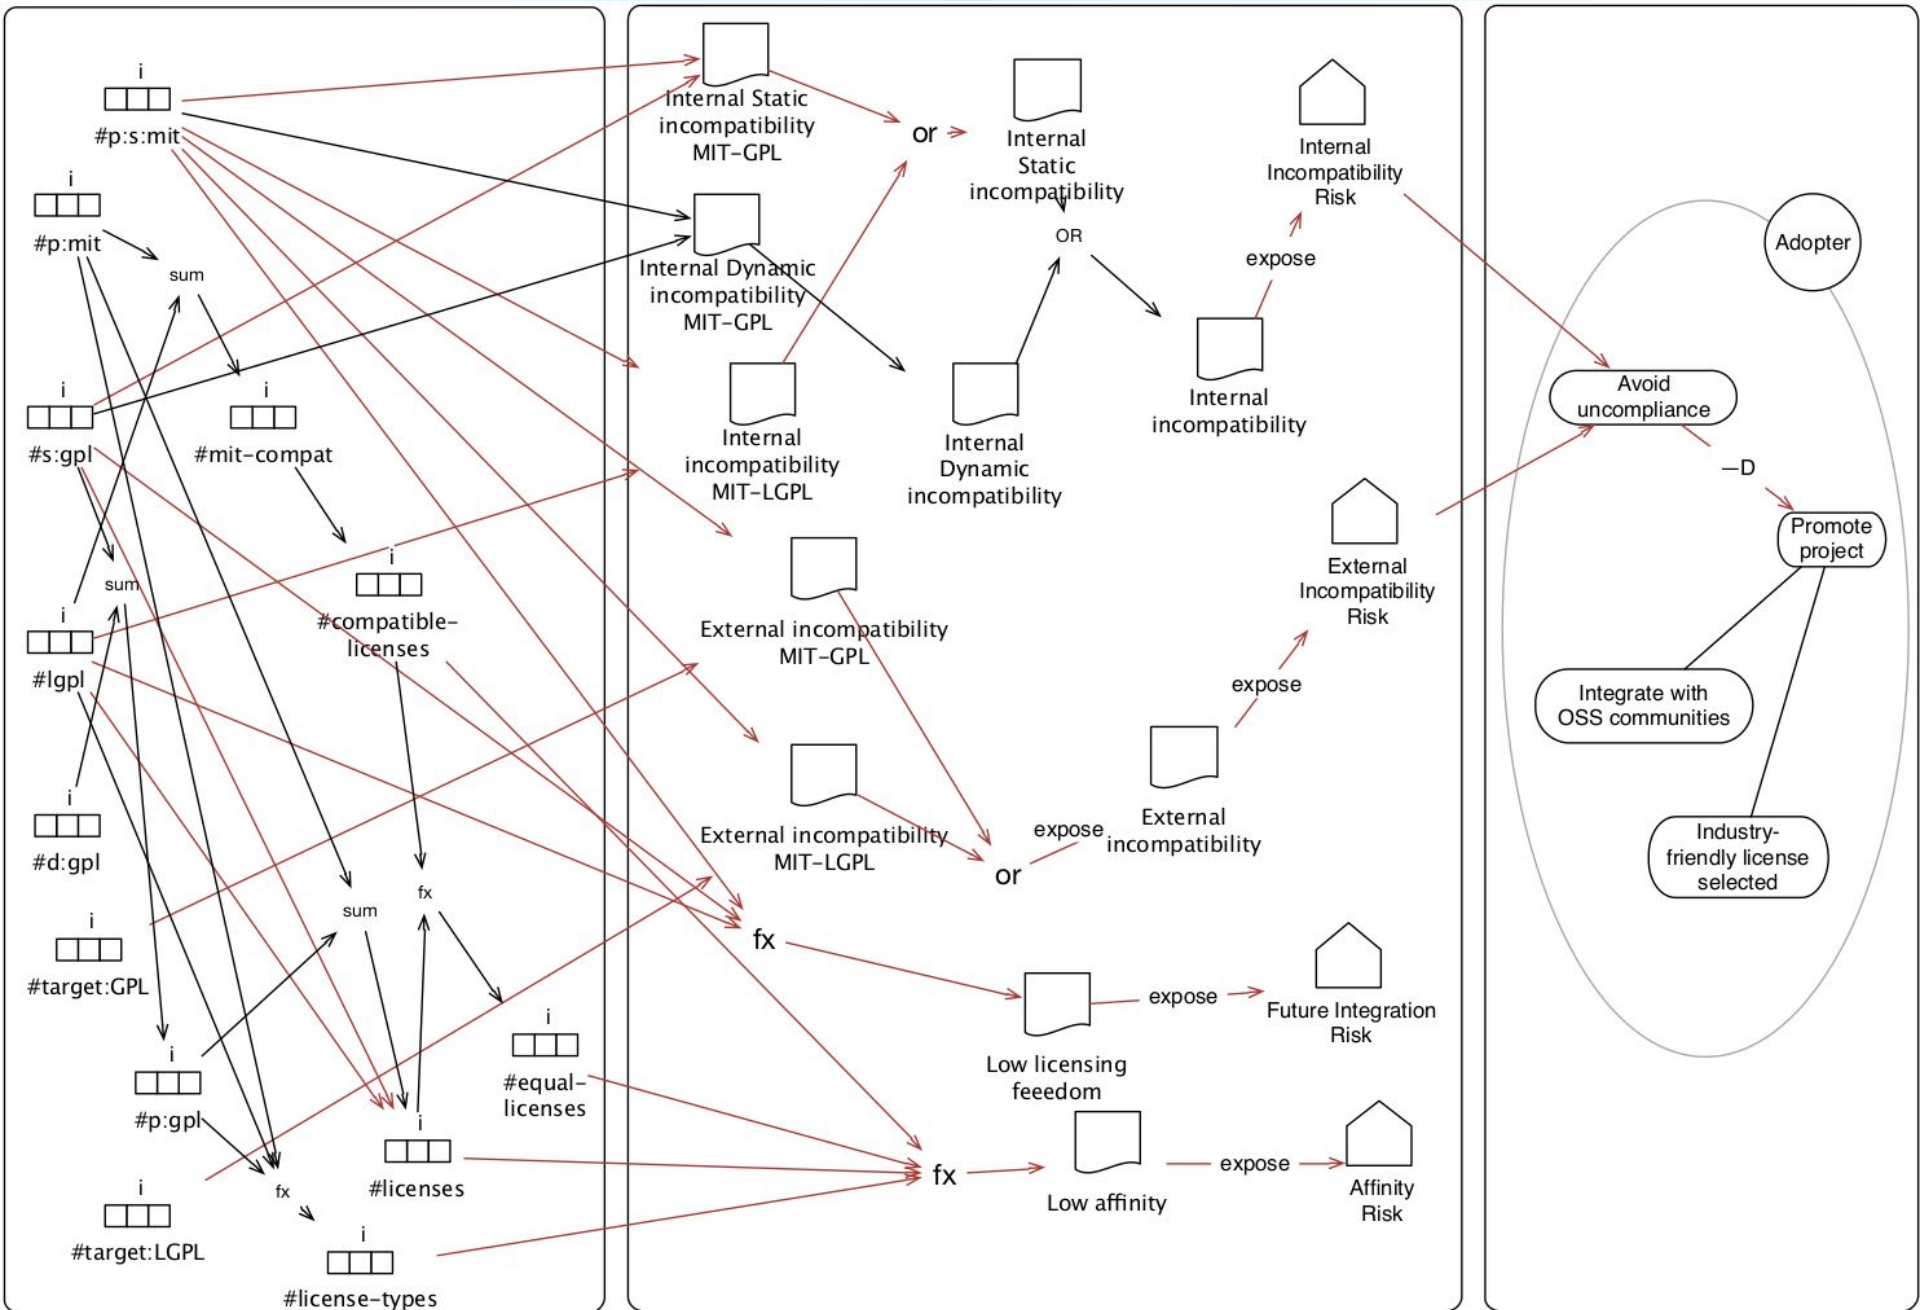 i
#p:s:mit
i
#p:mit
sum
i
#s:gpl
i
#mit-compat
sum
i
#compatible-
licenses
i
#lgpl
i
#d:gpl
sum
fx
i
#target:GPL
i
#p:gpl
i
#equal-
licenses
i
#licenses
fx
i
#target:LGPL
i
#license-types
Internal Static
incompatibility
MIT-GPL
or
Internal
Static
incompatibility
Internal
Incompatibility
Risk
OR
expose
Internal Dynamic
incompatibility
MIT-GPL
Internal
incompatibility
MIT-LGPL
Internal
Dynamic
incompatibility
Internal
incompatibility
External incompatibility
MIT-GPL
External
Incompatibility
Risk
expose
External incompatibility
MIT-LGPL
or
expose
External
incompatibility
fx
Low licensing
feeedom
expose
Future Integration
Risk
fx
Low affinity
expose
Affinity
Risk
Adopter
Avoid
uncompliance
—D
Promote
project
Integrate with
OSS communities
Industry-
friendly license
selected